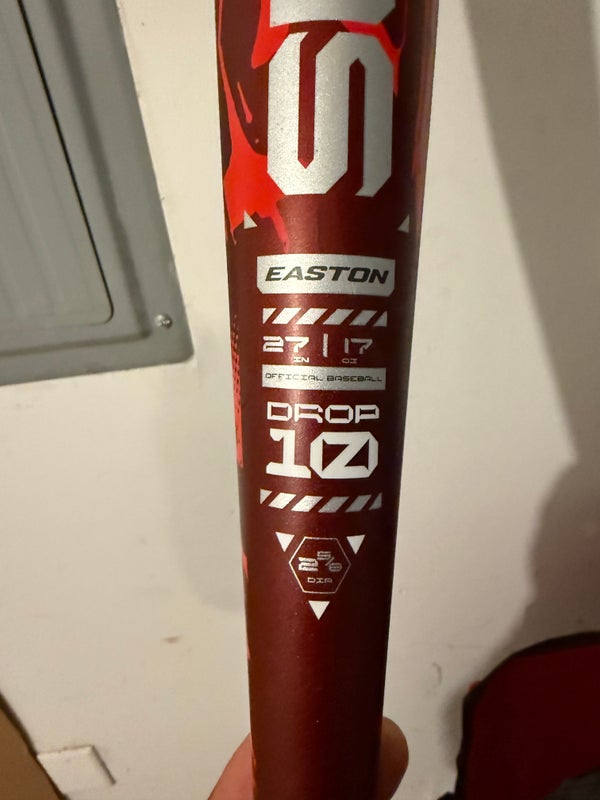 S
EASTON
27 | 17
IN OZ
OFFICIAL BASEBALL
DROP
10
2 5/8
DIA